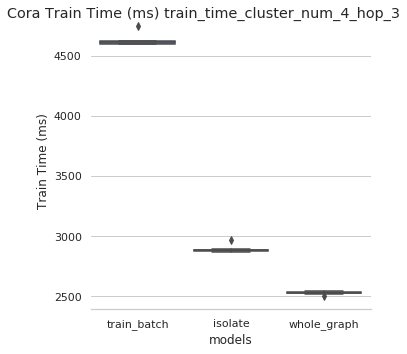 Cora Train Time (ms) train_time_cluster_num_4_hop_3
4500
4000
3500
3000
2500
Train Time (ms)
train_batch isolate whole_graph
models